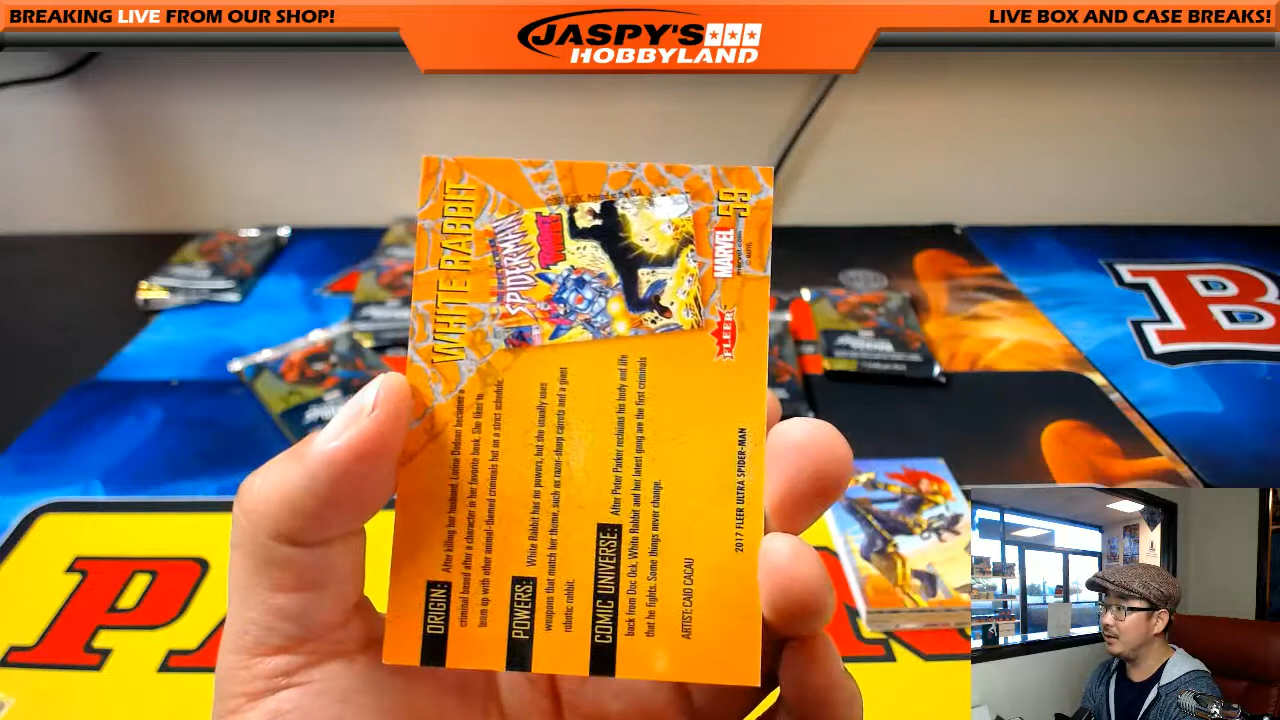 BREAKING LIVE FROM OUR SHOP!
JASPY'S
HOBBYLAND
LIVE BOX AND CASE BREAKS!
WHITE RABBIT
SPIDERMAN
MARVEL
59
FLEER
ORIGIN: After killing her husband, Lorina Dodson becomes a
criminal based after a character in her favorite book. She likes to
team up with other animal-themed criminals but on a strict schedule.
POWERS: White Rabbit has no powers, but she usually uses
weapons that match her theme, such as razor-sharp carrots and a giant
robotic rabbit.
COMIC UNIVERSE: After Peter Parker reclaims his body and life
back from Doc Ock, White Rabbit and her latest gang are the first criminals
that he fights. Some things never change.
ARTIST: CAIO CACAU
2017 FLEER ULTRA SPIDER-MAN
B
P